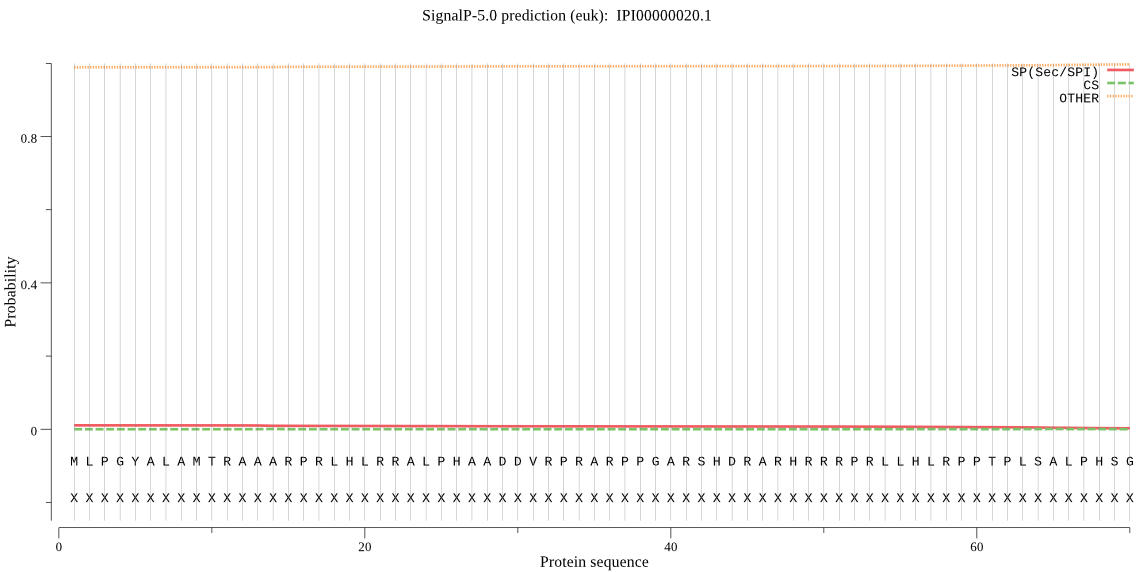 SignalP-5.0 prediction (euk): IPI00000020.1
SP(Sec/SPI)
CS
OTHER
0.8
0.4
0
Probability
M L P G Y A L A M T R A A A R P R L H L R R A L P H A A D D V R P R A R P P G A R S H D R A R H R R R P R L L H L R P P T P L S A L P H S G
X X X X X X X X X X X X X X X X X X X X X X X X X X X X X X X X X X X X X X X X X X X X X X X X X X X X X X X X X X X X X X X X X X X X X X
0 20 40 60
Protein sequence